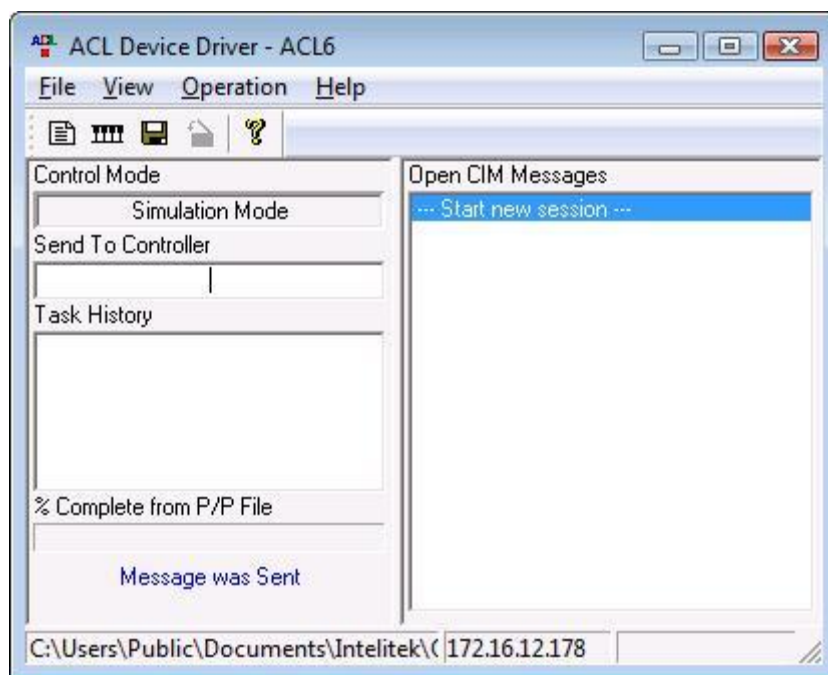 ACL Device Driver - ACL6
File View Operation Help
Control Mode
Simulation Mode
Send To Controller
Task History
% Complete from P/P File
Message was Sent
Open CIM Messages
--- Start new session ---
C:\Users\Public\Documents\Intelitek\( 172.16.12.178